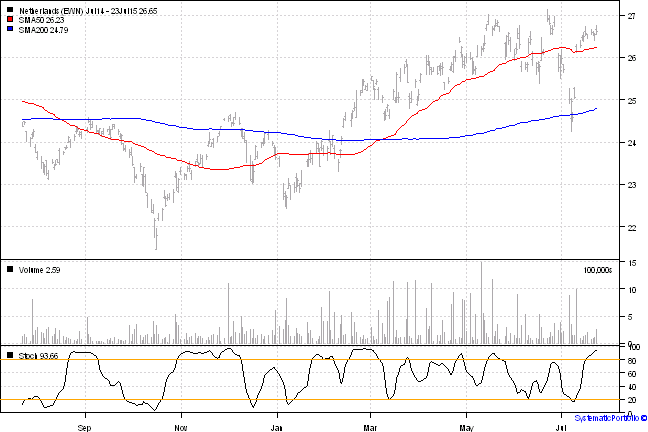 Netherlands (EWN) Jul14 - 23Jul15 26.65
SMA50 26.23
SMA200 24.79
27
26
25
24
23
22
Volume 2.59
100,000s
15
10
5
0
Stoch 93.66
100
80
60
40
20
0
Sep
Nov
Jan
Mar
May
Jul
SystematicPortfolio ©